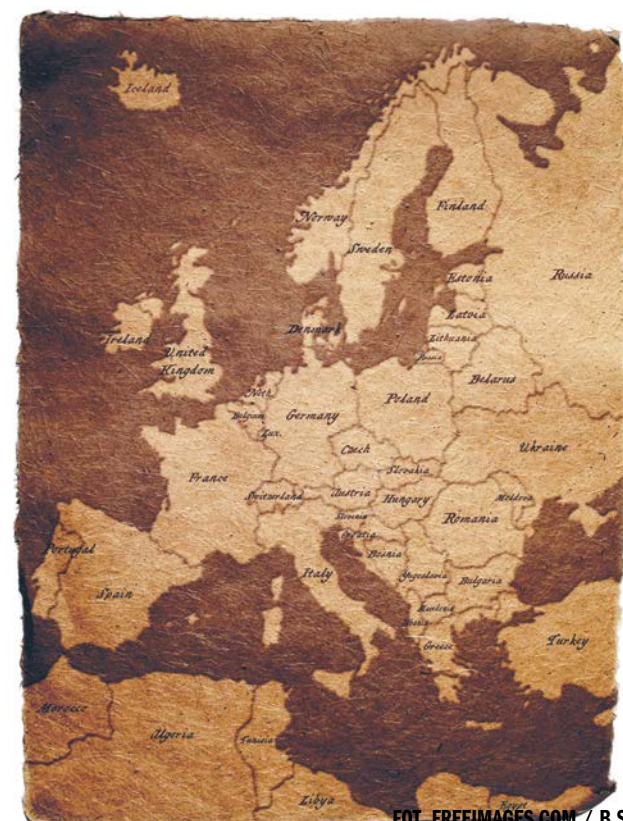 Iceland
Norway
Finland
Sweden
Russia
Estonia
Latvia
Denmark
Ireland
Lithuania
United
Kingdom
Russia
Belarus
Neth.
Poland
Belgium
Germany
Lux.
Czech
Ukraine
Slovakia
France
Switzerland
Austria
Hungary
Moldova
Slovenia
Romania
Croatia
Portugal
Bosnia
Italy
Yugoslavia
Bulgaria
Spain
Greece
Turkey
Morocco
Algeria
Tunisia
Libya
Egypt
FOT. FREEIMAGES.COM / B.S